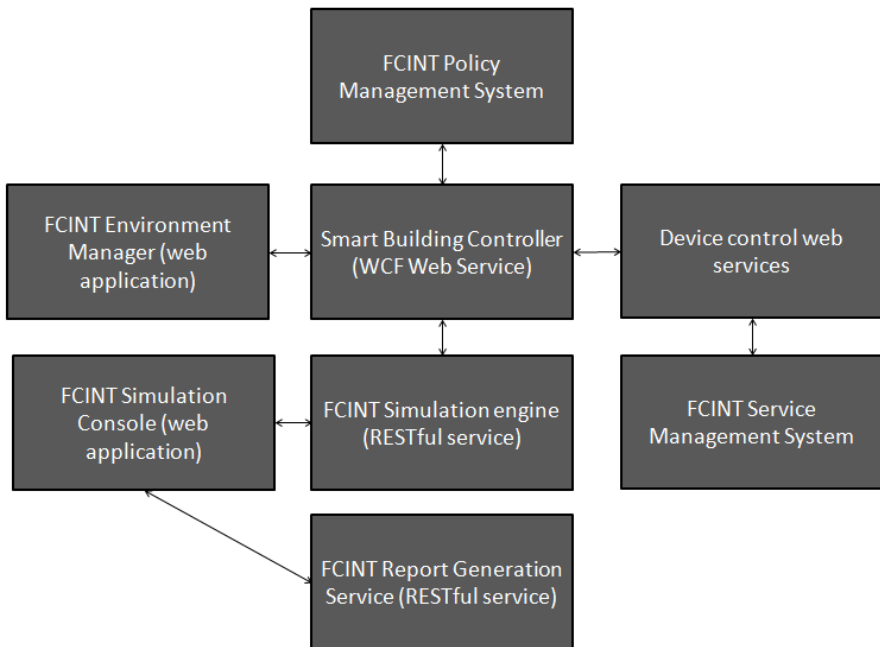 FCINT Policy
Management System
FCINT Environment
Manager (web
application)
Smart Building Controller
(WCF Web Service)
Device control web
services
FCINT Simulation
Console (web
application)
FCINT Simulation engine
(RESTful service)
FCINT Service
Management System
FCINT Report Generation
Service (RESTful service)